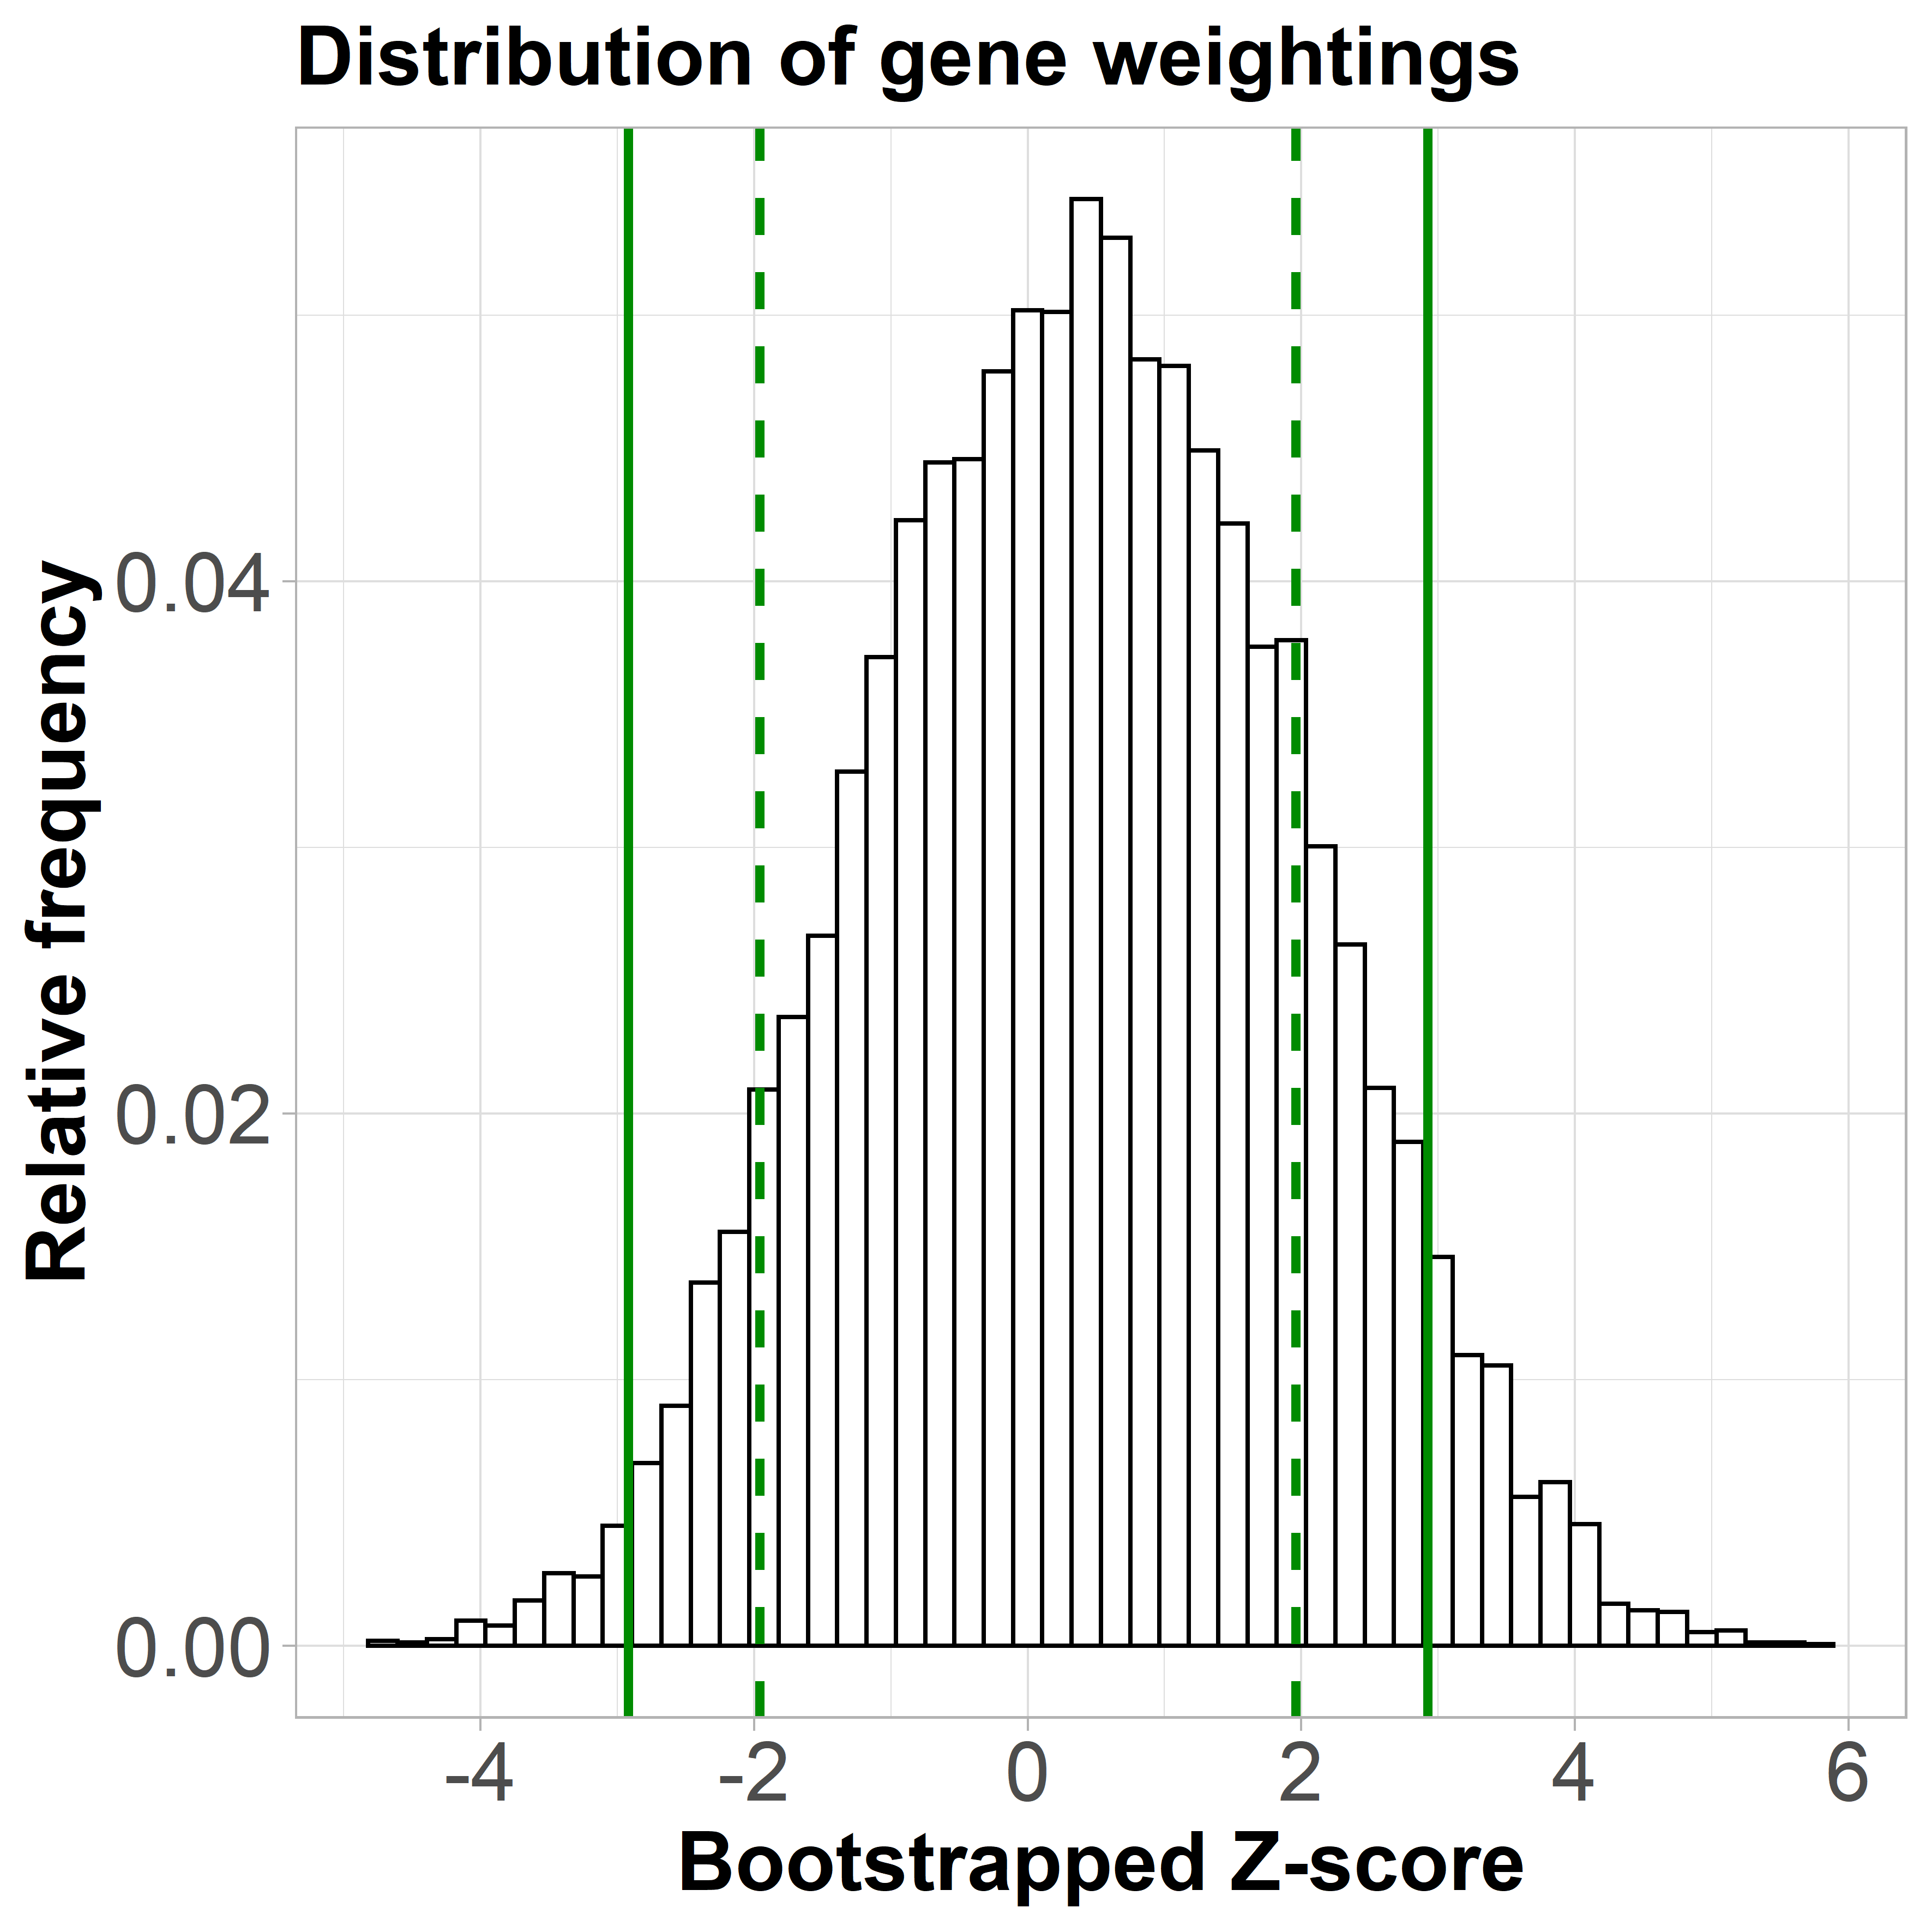 Distribution of gene weightings
Relative frequency
0.04
0.02
0.00
-4 -2 0 2 4 6
Bootstrapped Z-score